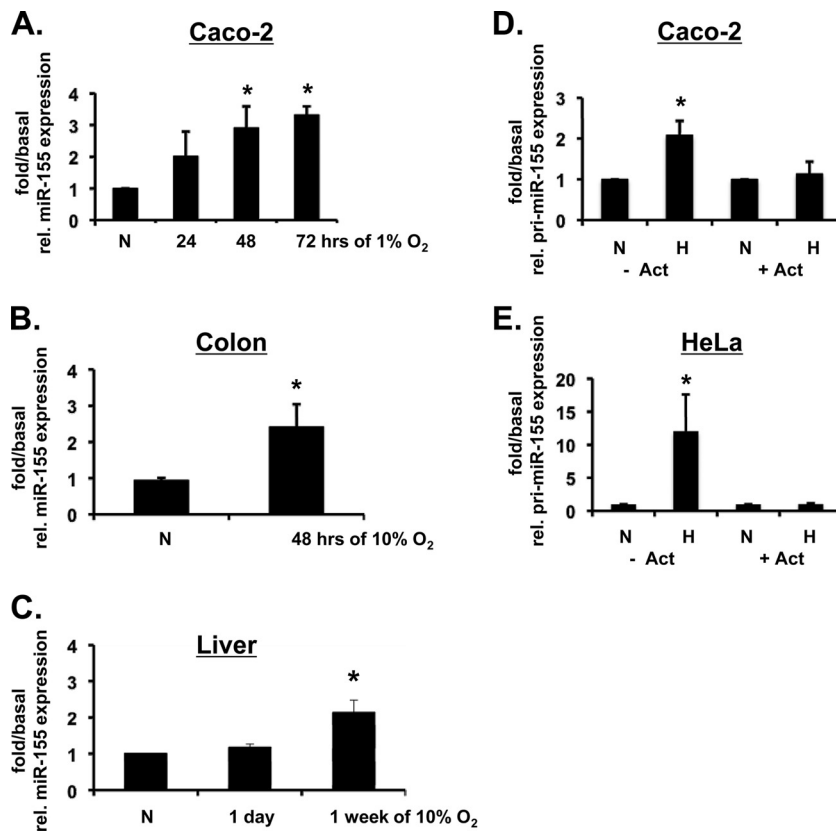 A.
Caco-2
fold/basal
rel. miR-155 expression
4
3
2
1
0
*
*
N 24 48 72 hrs of 1% O₂
B.
Colon
fold/basal
rel. miR-155 expression
4
3
2
1
0
*
N 48 hrs of 10% O₂
C.
Liver
fold/basal
rel. miR-155 expression
4
3
2
1
0
*
N 1 day 1 week of 10% O₂
D.
Caco-2
fold/basal
rel. pri-miR-155 expression
3
2
1
0
*
N H N H
- Act + Act
E.
HeLa
fold/basal
rel. pri-miR-155 expression
20
15
10
5
0
*
N H N H
- Act + Act